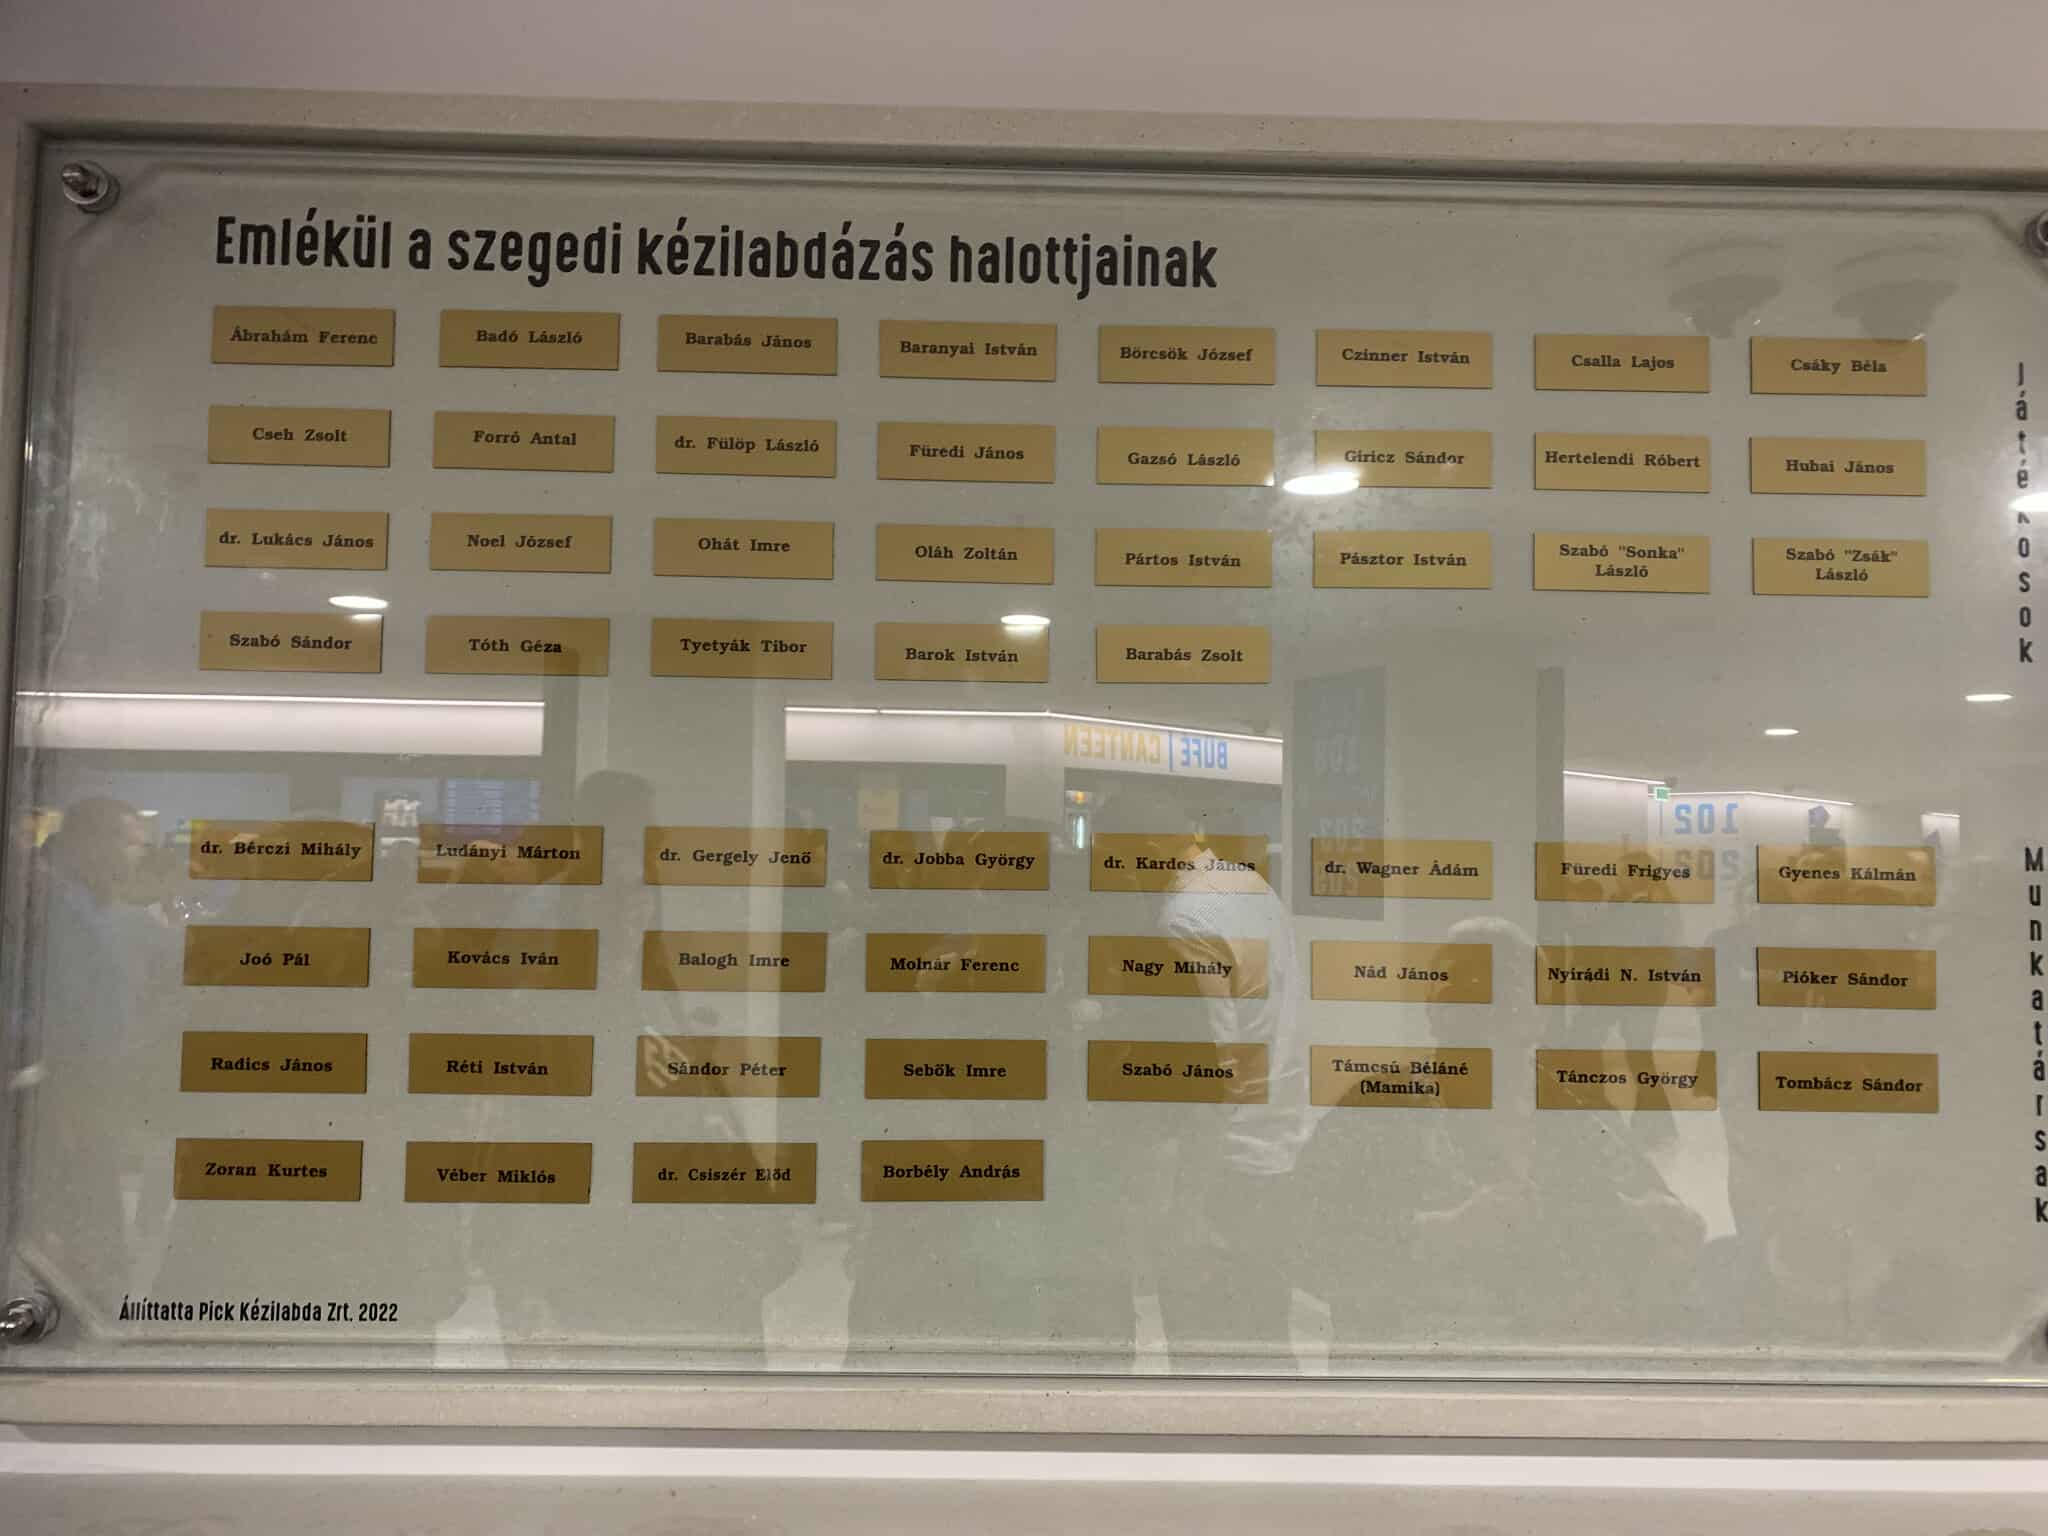 Emlékül a szegedi kézilabdázás halottjainak
Ábrahám Ferenc
Badó László
Barabás János
Baranyai István
Börcsök József
Czinner István
Csalla Lajos
Csáky Béla
Cseh Zsolt
Forró Antal
dr. Fülöp László
Füredi János
Gazsó László
Giricz Sándor
Hertelendi Róbert
Hubai János
dr. Lukács János
Noel József
Ohát Imre
Oláh Zoltán
Pártos István
Pásztor István
Szabó "Sonka"
László
Szabó "Zsák"
László
Szabó Sándor
Tóth Géza
Tyetyák Tibor
Barok István
Barabás Zsolt
Játékosok
BÜFÉ | CANTEEN
102
202
dr. Bérczi Mihály
Ludányi Márton
dr. Gergely Jenő
dr. Jobba György
dr. Kardos János
dr. Wagner Ádám
Füredi Frigyes
Gyenes Kálmán
Joó Pál
Kovács Iván
Balogh Imre
Molnár Ferenc
Nagy Mihály
Nád János
Nyirádi N. István
Pióker Sándor
Radics János
Réti István
Sándor Péter
Sebők Imre
Szabó János
Támcsú Béláné
(Mamika)
Tánczos György
Tombácz Sándor
Zoran Kurtes
Véber Miklós
dr. Csiszér Előd
Borbély András
Munkatársak
Állíttatta Pick Kézilabda Zrt. 2022